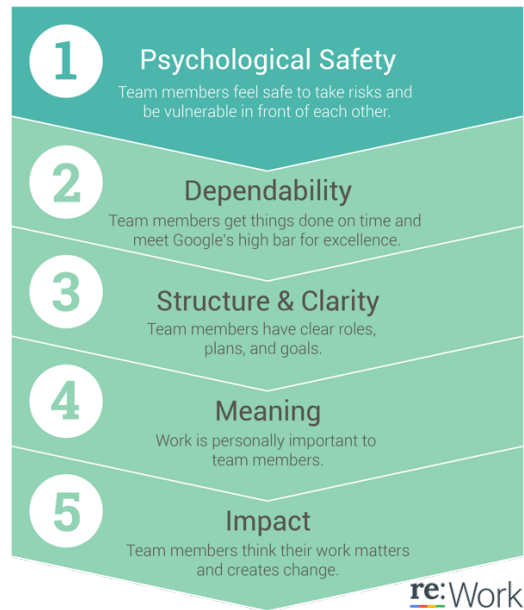 1
Psychological Safety
Team members feel safe to take risks and
be vulnerable in front of each other.
2
Dependability
Team members get things done on time and
meet Google's high bar for excellence.
3
Structure & Clarity
Team members have clear roles,
plans, and goals.
4
Meaning
Work is personally important to
team members.
5
Impact
Team members think their work matters
and creates change.
re:Work